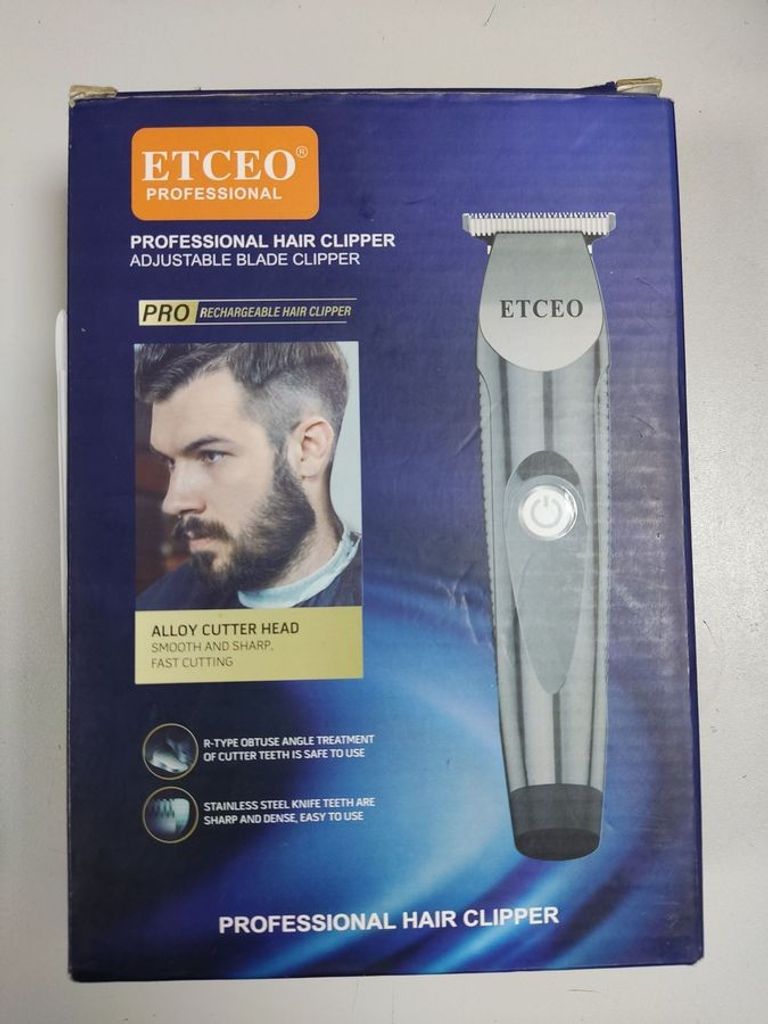 ETCEO®
PROFESSIONAL
PROFESSIONAL HAIR CLIPPER
ADJUSTABLE BLADE CLIPPER
PRO RECHARGEABLE HAIR CLIPPER
ETCEO
ALLOY CUTTER HEAD
SMOOTH AND SHARP,
FAST CUTTING
R-TYPE OBTUSE ANGLE TREATMENT
OF CUTTER TEETH IS SAFE TO USE
STAINLESS STEEL KNIFE TEETH ARE
SHARP AND DENSE, EASY TO USE
PROFESSIONAL HAIR CLIPPER